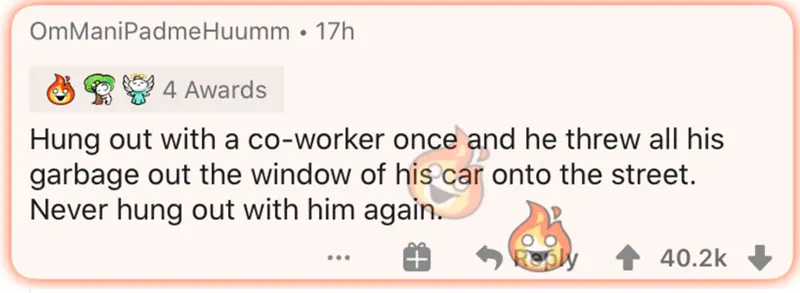 OmManiPadmeHuumm • 17h
4 Awards
Hung out with a co-worker once and he threw all his
garbage out the window of his car onto the street.
Never hung out with him again.
Reply 40.2k